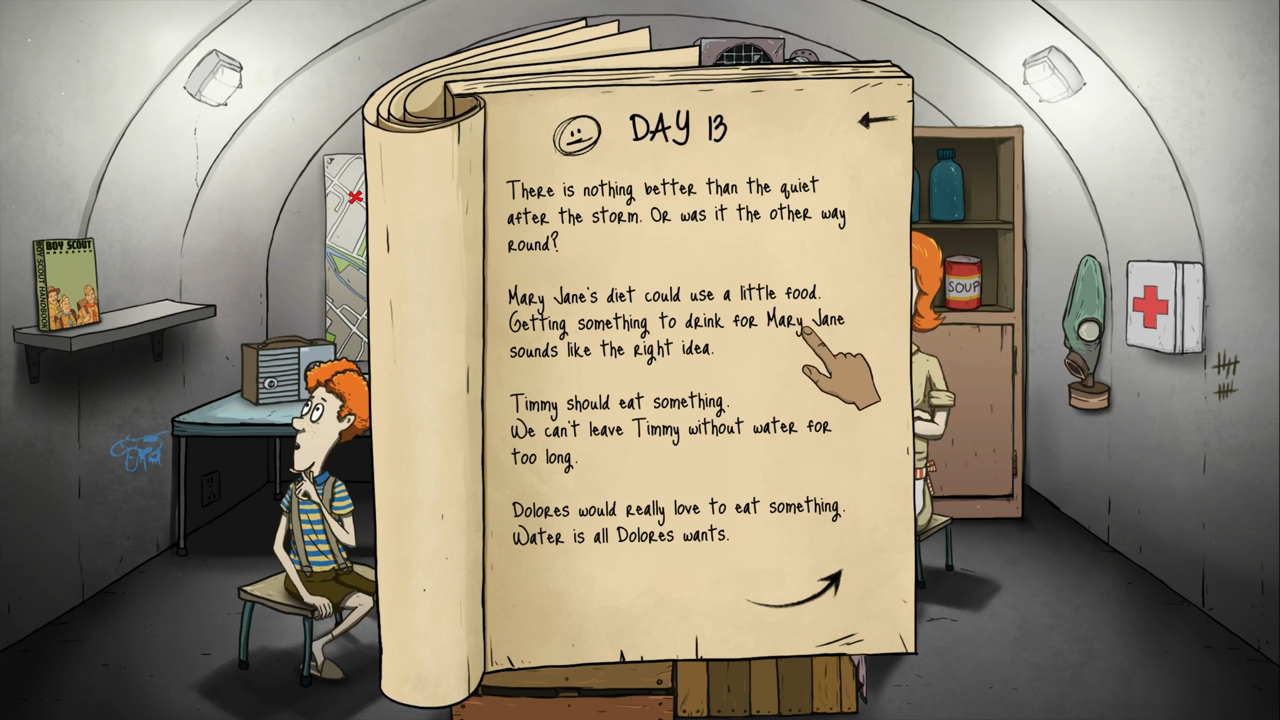 DAY 13
There is nothing better than the quiet
after the storm. Or was it the other way
round?
Mary Jane's diet could use a little food.
Getting something to drink for Mary Jane
sounds like the right idea.
Timmy should eat something.
We can't leave Timmy without water for
too long.
Dolores would really love to eat something.
Water is all Dolores wants.
BOY SCOUT
BOY SCOUT HANDBOOK
SOUP